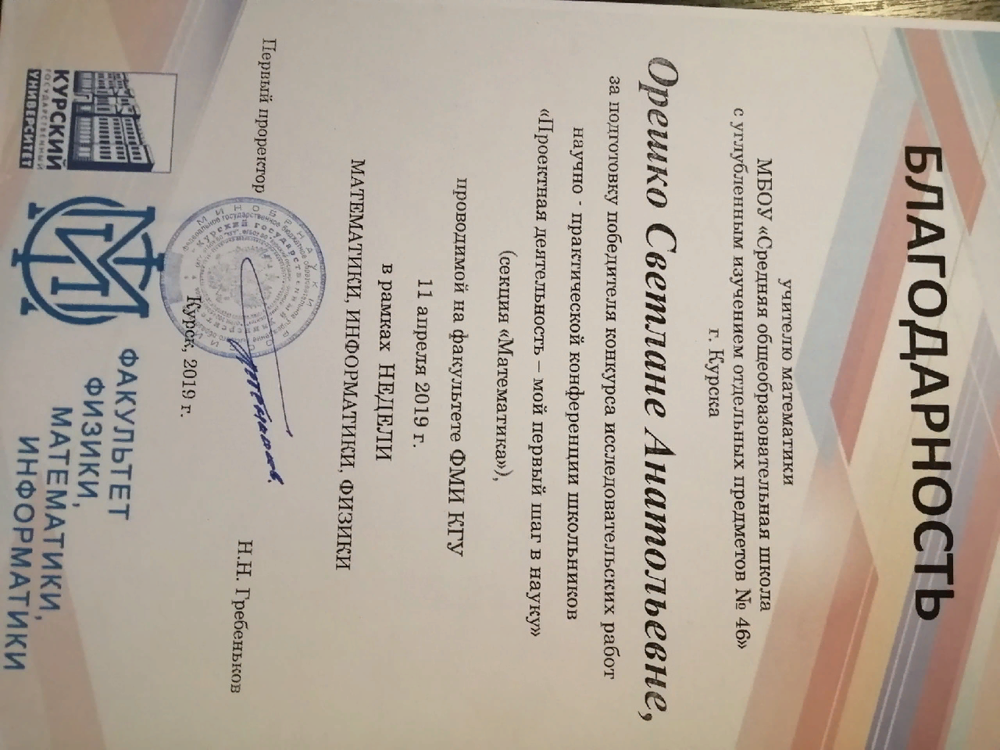 БЛАГОДАРНОСТЬ
учителю математики
МБОУ «Средняя общеобразовательная школа
с углубленным изучением отдельных предметов № 46»
г. Курска
Орешко Светлане Анатольевне,
за подготовку победителя конкурса исследовательских работ
научно - практической конференции школьников
«Проектная деятельность – мой первый шаг в науку»
(секция «Математика»),
проводимой на факультете ФМИ КГУ
11 апреля 2019 г.
в рамках НЕДЕЛИ
МАТЕМАТИКИ, ИНФОРМАТИКИ, ФИЗИКИ
Первый проректор
Н.Н. Гребеньков
Курск, 2019 г.
КУРСКИЙ
ГОСУДАРСТВЕННЫЙ
УНИВЕРСИТЕТ
ФАКУЛЬТЕТ
ФИЗИКИ,
МАТЕМАТИКИ,
ИНФОРМАТИКИ